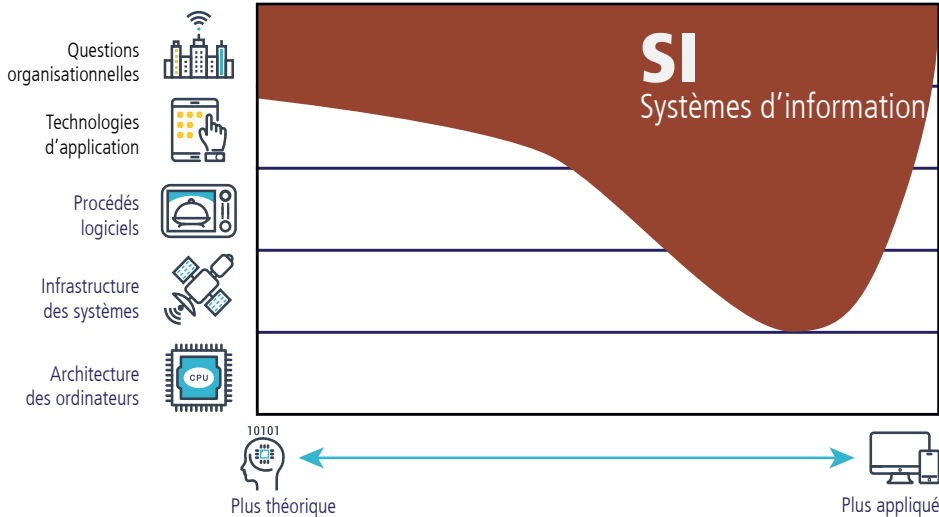 Questions
organisationnelles
SI
Systèmes d’information
Technologies
d’application
Procédés
logiciels
Infrastructure
des systèmes
Architecture
des ordinateurs
CPU
10101
Plus théorique
Plus appliqué